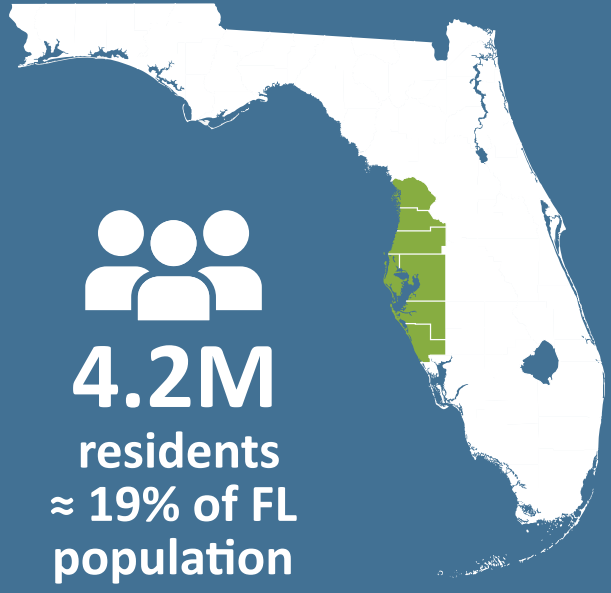 4.2M
residents
≈ 19% of FL
population